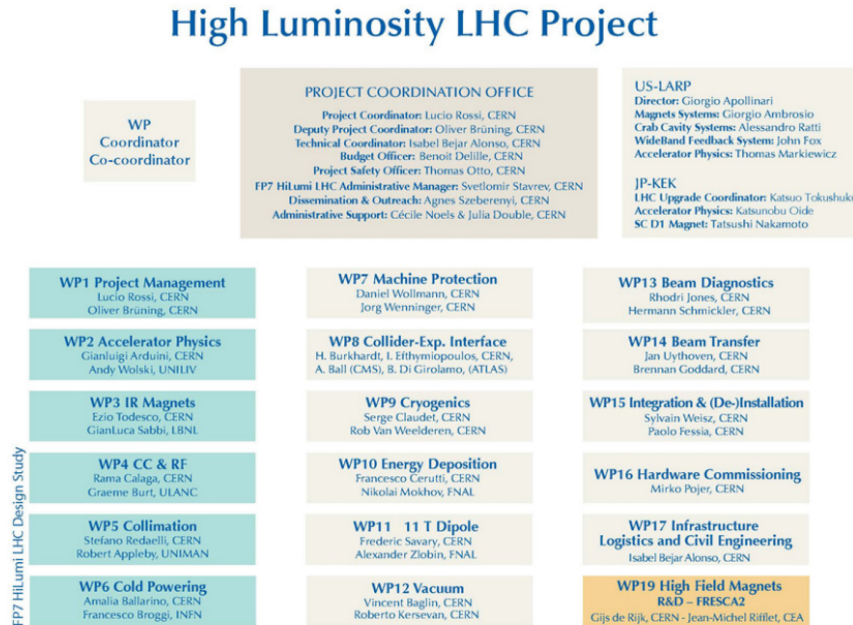 High Luminosity LHC Project
WP
Coordinator
Co-coordinator
PROJECT COORDINATION OFFICE
Project Coordinator: Lucio Rossi, CERN
Deputy Project Coordinator: Oliver Brüning, CERN
Technical Coordinator: Isabel Bejar Alonso, CERN
Budget Officer: Benoit Delille, CERN
Project Safety Officer: Thomas Otto, CERN
FP7 HiLumi LHC Administrative Manager: Svetlomir Stavrev, CERN
Dissemination & Outreach: Agnes Szeberenyi, CERN
Administrative Support: Cécile Noels & Julia Double, CERN
US-LARP
Director: Giorgio Apollinari
Magnets Systems: Giorgio Ambrosio
Crab Cavity Systems: Alessandro Ratti
WideBand Feedback System: John Fox
Accelerator Physics: Thomas Markiewicz
JP-KEK
LHC Upgrade Coordinator: Katsuo Tokushuku
Accelerator Physics: Katsunobu Oide
SC D1 Magnet: Tatsushi Nakamoto
FP7 HiLumi LHC Design Study
WP1 Project Management
Lucio Rossi, CERN
Oliver Brüning, CERN
WP2 Accelerator Physics
Gianluigi Arduini, CERN
Andy Wolski, UNILIV
WP3 IR Magnets
Ezio Todesco, CERN
GianLuca Sabbi, LBNL
WP4 CC & RF
Rama Calaga, CERN
Graeme Burt, ULANC
WP5 Collimation
Stefano Redaelli, CERN
Robert Appleby, UNIMAN
WP6 Cold Powering
Amalia Ballarino, CERN
Francesco Broggi, INFN
WP7 Machine Protection
Daniel Wollmann, CERN
Jorg Wenninger, CERN
WP8 Collider-Exp. Interface
H. Burkhardt, I. Efthymiopoulos, CERN,
A. Ball (CMS), B. Di Girolamo, (ATLAS)
WP9 Cryogenics
Serge Claudet, CERN
Rob Van Weelderen, CERN
WP10 Energy Deposition
Francesco Cerutti, CERN
Nikolai Mokhov, FNAL
WP11 11 T Dipole
Frederic Savary, CERN
Alexander Zlobin, FNAL
WP12 Vacuum
Vincent Baglin, CERN
Roberto Kersevan, CERN
WP13 Beam Diagnostics
Rhodri Jones, CERN
Hermann Schmickler, CERN
WP14 Beam Transfer
Jan Uythoven, CERN
Brennan Goddard, CERN
WP15 Integration & (De-)Installation
Sylvain Weisz, CERN
Paolo Fessia, CERN
WP16 Hardware Commissioning
Mirko Pojer, CERN
WP17 Infrastructure
Logistics and Civil Engineering
Isabel Bejar Alonso, CERN
WP19 High Field Magnets
R&D – FRESCA2
Gijs de Rijk, CERN - Jean-Michel Rifflet, CEA